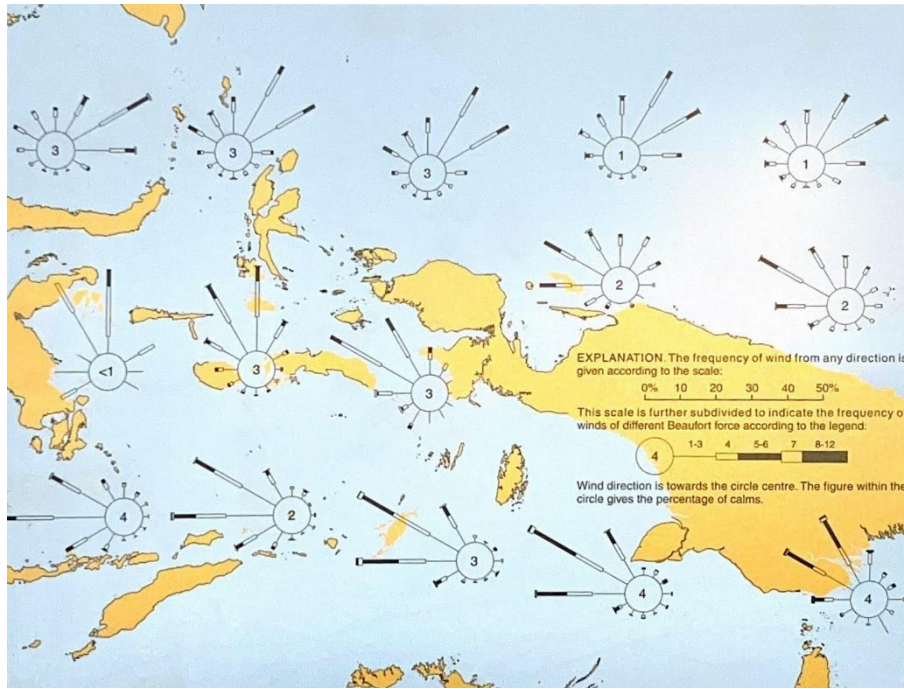 3
3
3
1
1
2
2
<1
3
3
EXPLANATION. The frequency of wind from any direction is
given according to the scale:
0% 10 20 30 40 50%
This scale is further subdivided to indicate the frequency of
winds of different Beaufort force according to the legend:
1-3 4 5-6 7 8-12
4
Wind direction is towards the circle centre. The figure within the
circle gives the percentage of calms.
4
2
3
4
4